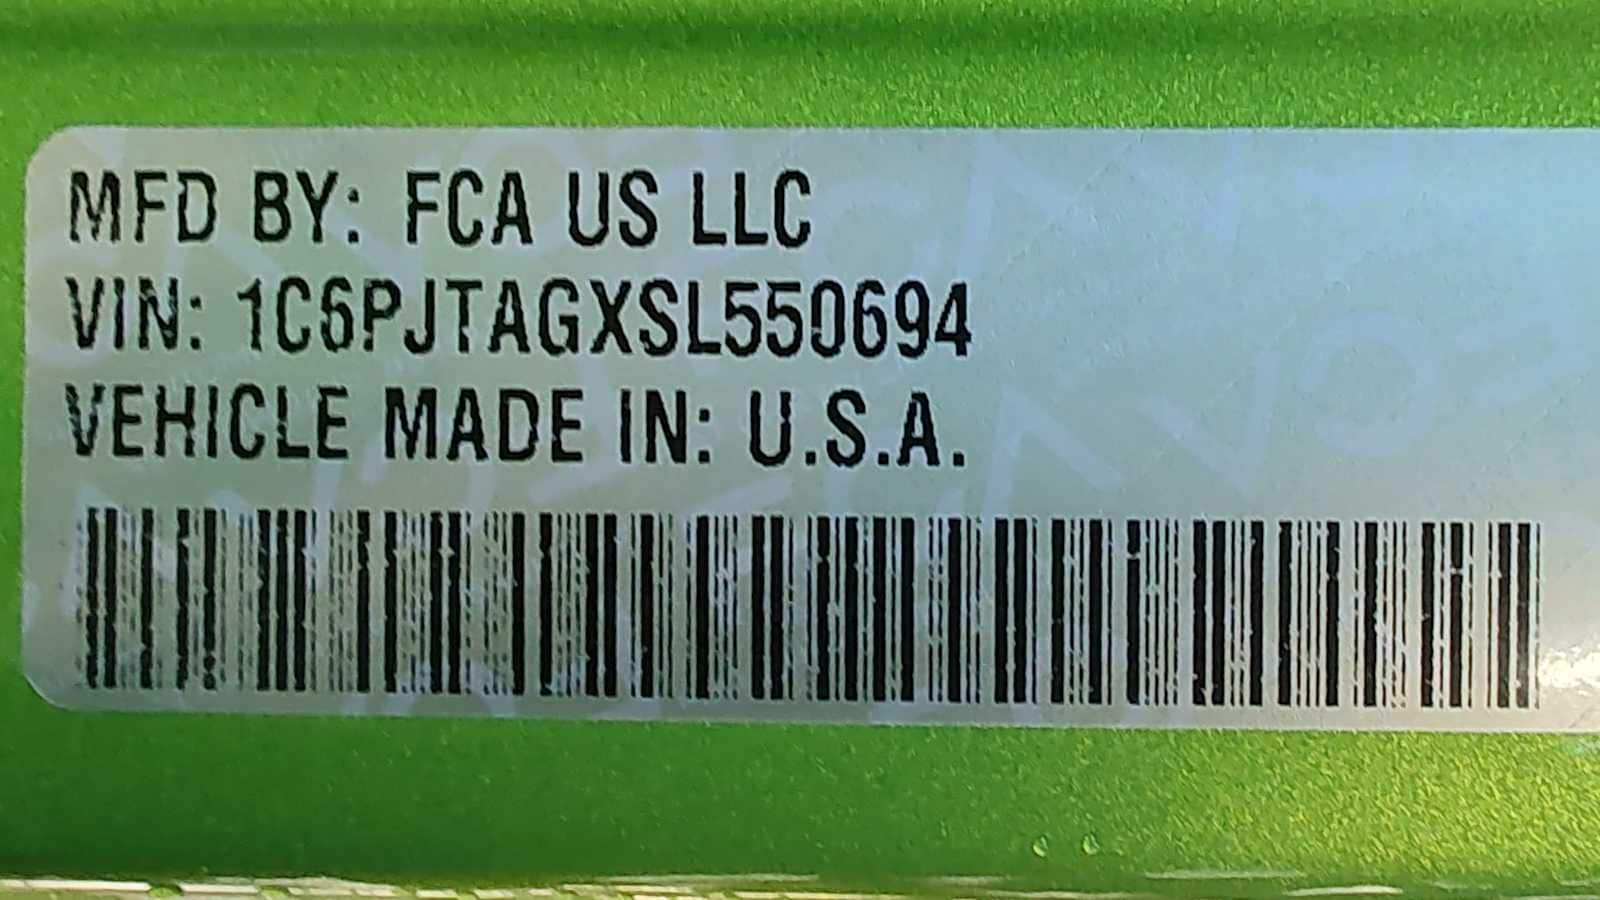 MFD BY: FCA US LLC
VIN: 1C6PJTAGXSL550694
VEHICLE MADE IN: U.S.A.